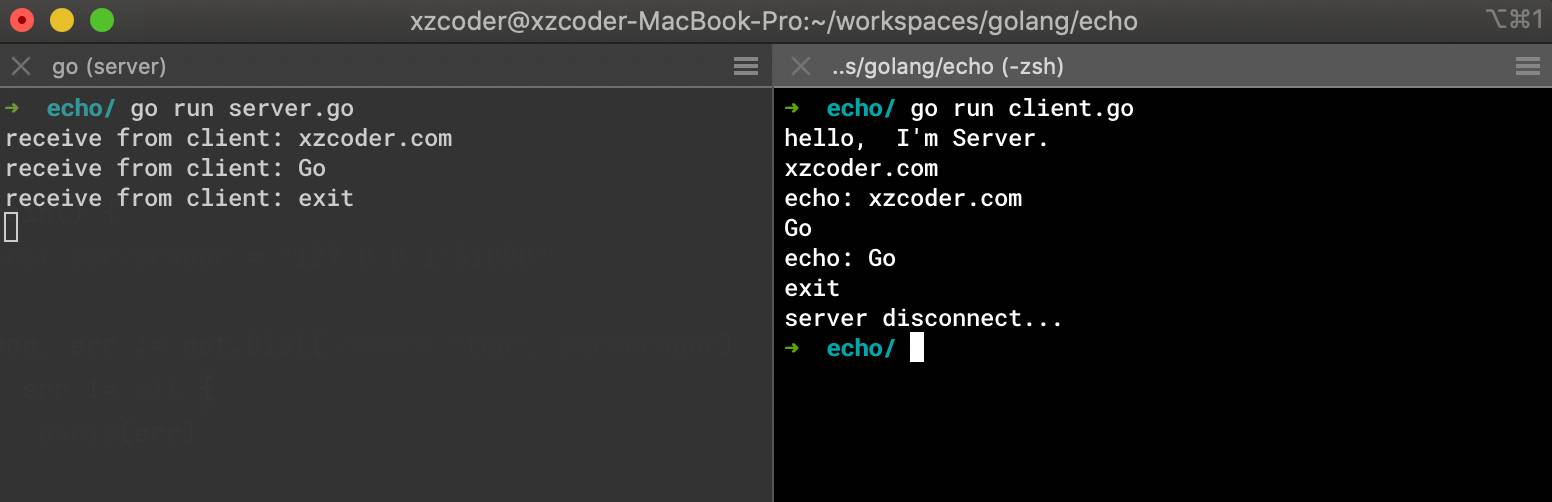 xzcoder@xzcoder-MacBook-Pro:~/workspaces/golang/echo
⌥⌘1
go (server)
➜ echo/ go run server.go
receive from client: xzcoder.com
receive from client: Go
receive from client: exit
..s/golang/echo (-zsh)
➜ echo/ go run client.go
hello,  I'm Server.
xzcoder.com
echo: xzcoder.com
Go
echo: Go
exit
server disconnect...
➜ echo/